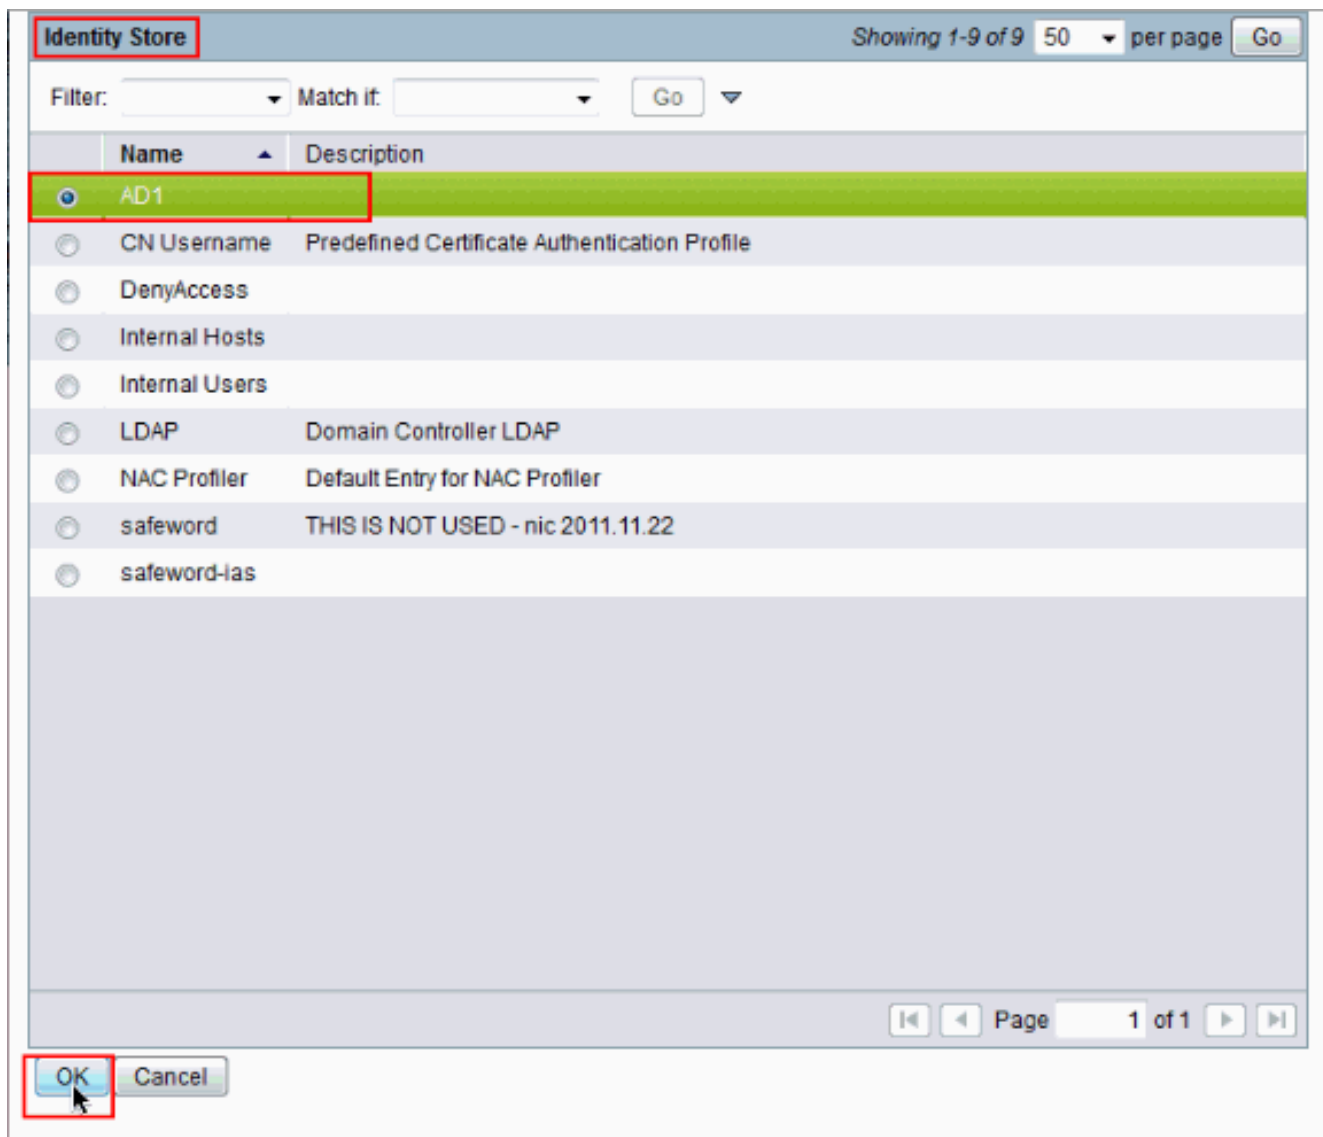 Identity Store Showing 1-9 of 9 50 per page Go
Filter: Match if: Go
Name Description
AD1
CN Username Predefined Certificate Authentication Profile
DenyAccess
Internal Hosts
Internal Users
LDAP Domain Controller LDAP
NAC Profiler Default Entry for NAC Profiler
safeword THIS IS NOT USED - nic 2011.11.22
safeword-ias
Page 1 of 1
OK Cancel